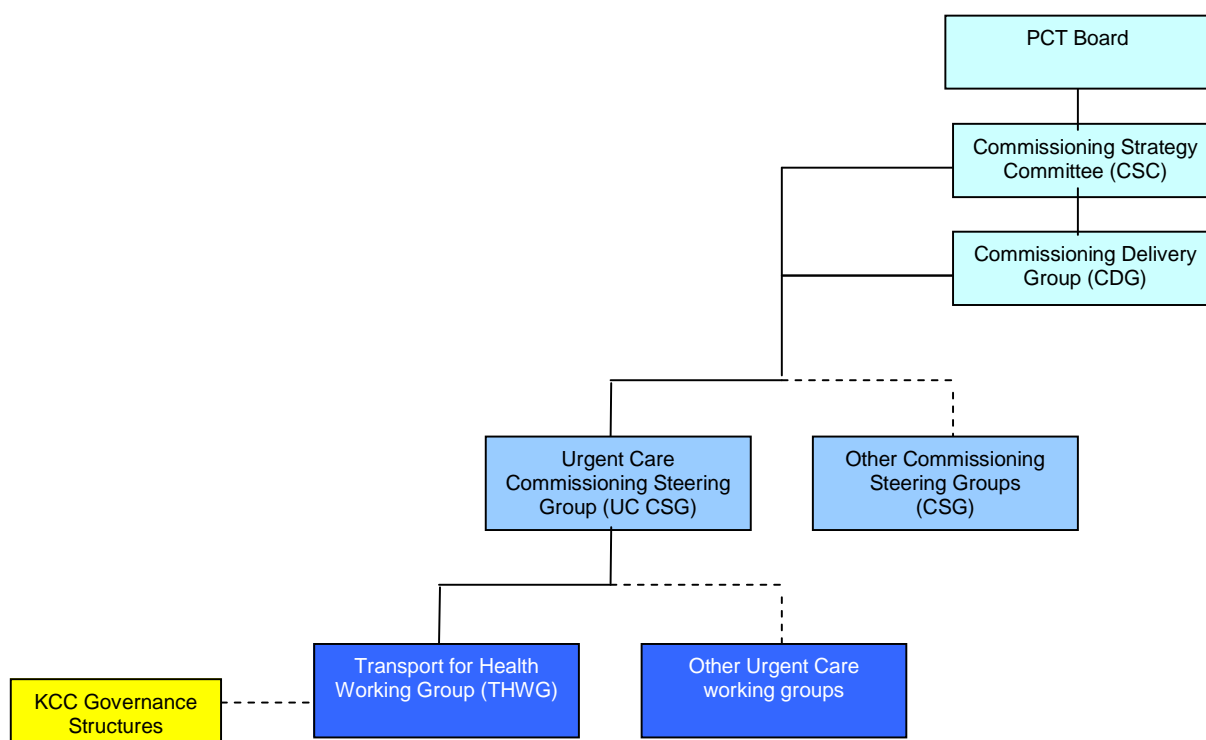 PCT Board
Commissioning Strategy
Committee (CSC)
Commissioning Delivery
Group (CDG)
Urgent Care
Commissioning Steering
Group (UC CSG)
Other Commissioning
Steering Groups
(CSG)
Transport for Health
Working Group (THWG)
Other Urgent Care
working groups
KCC Governance
Structures